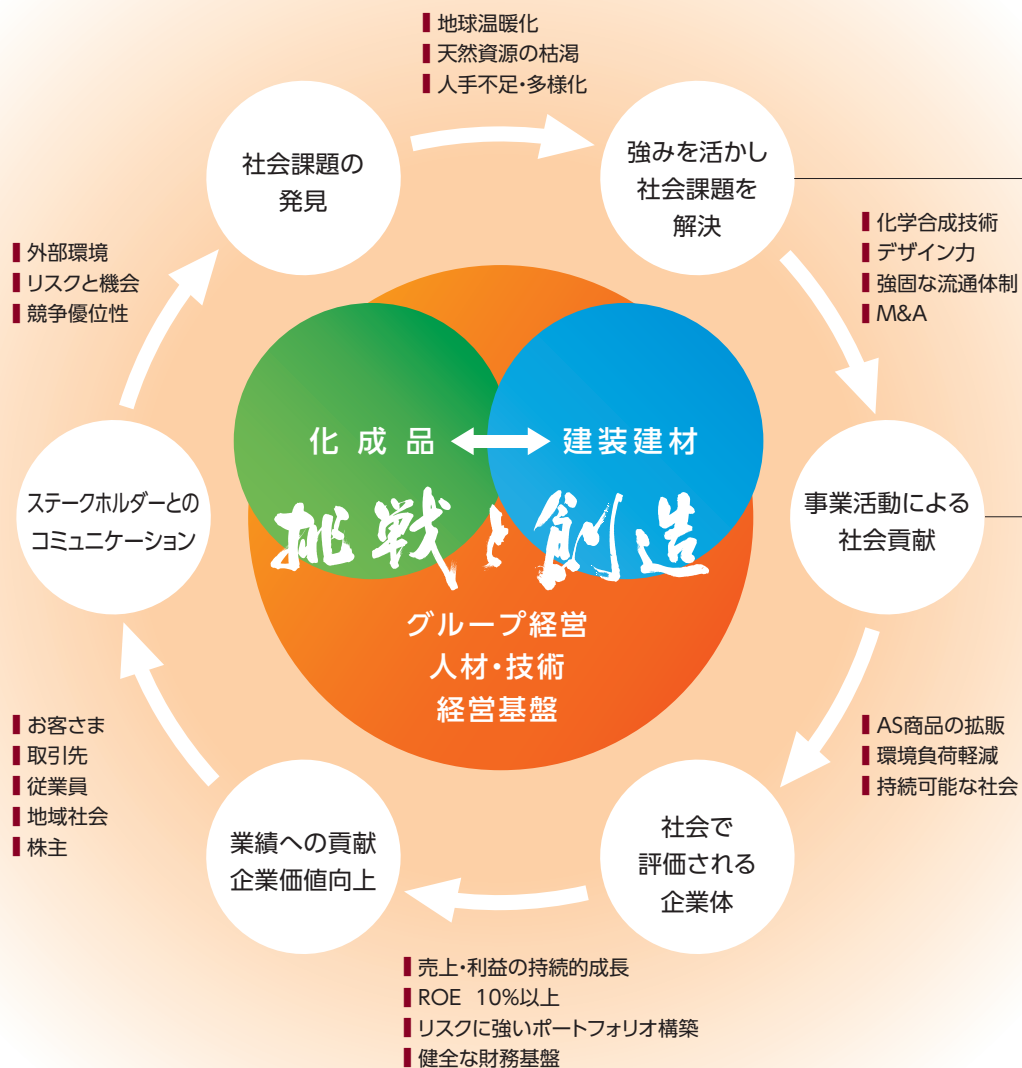 地球温暖化
天然資源の枯渇
人手不足・多様化
社会課題の
発見
強みを活かし
社会課題を
解決
外部環境
リスクと機会
競争優位性
化学合成技術
デザイン力
強固な流通体制
M&A
化成品
建装建材
挑戦と創造
グループ経営
人材・技術
経営基盤
ステークホルダーとの
コミュニケーション
事業活動による
社会貢献
お客さま
取引先
従業員
地域社会
株主
AS商品の拡販
環境負荷軽減
持続可能な社会
業績への貢献
企業価値向上
社会で
評価される
企業体
売上・利益の持続的成長
ROE 10%以上
リスクに強いポートフォリオ構築
健全な財務基盤